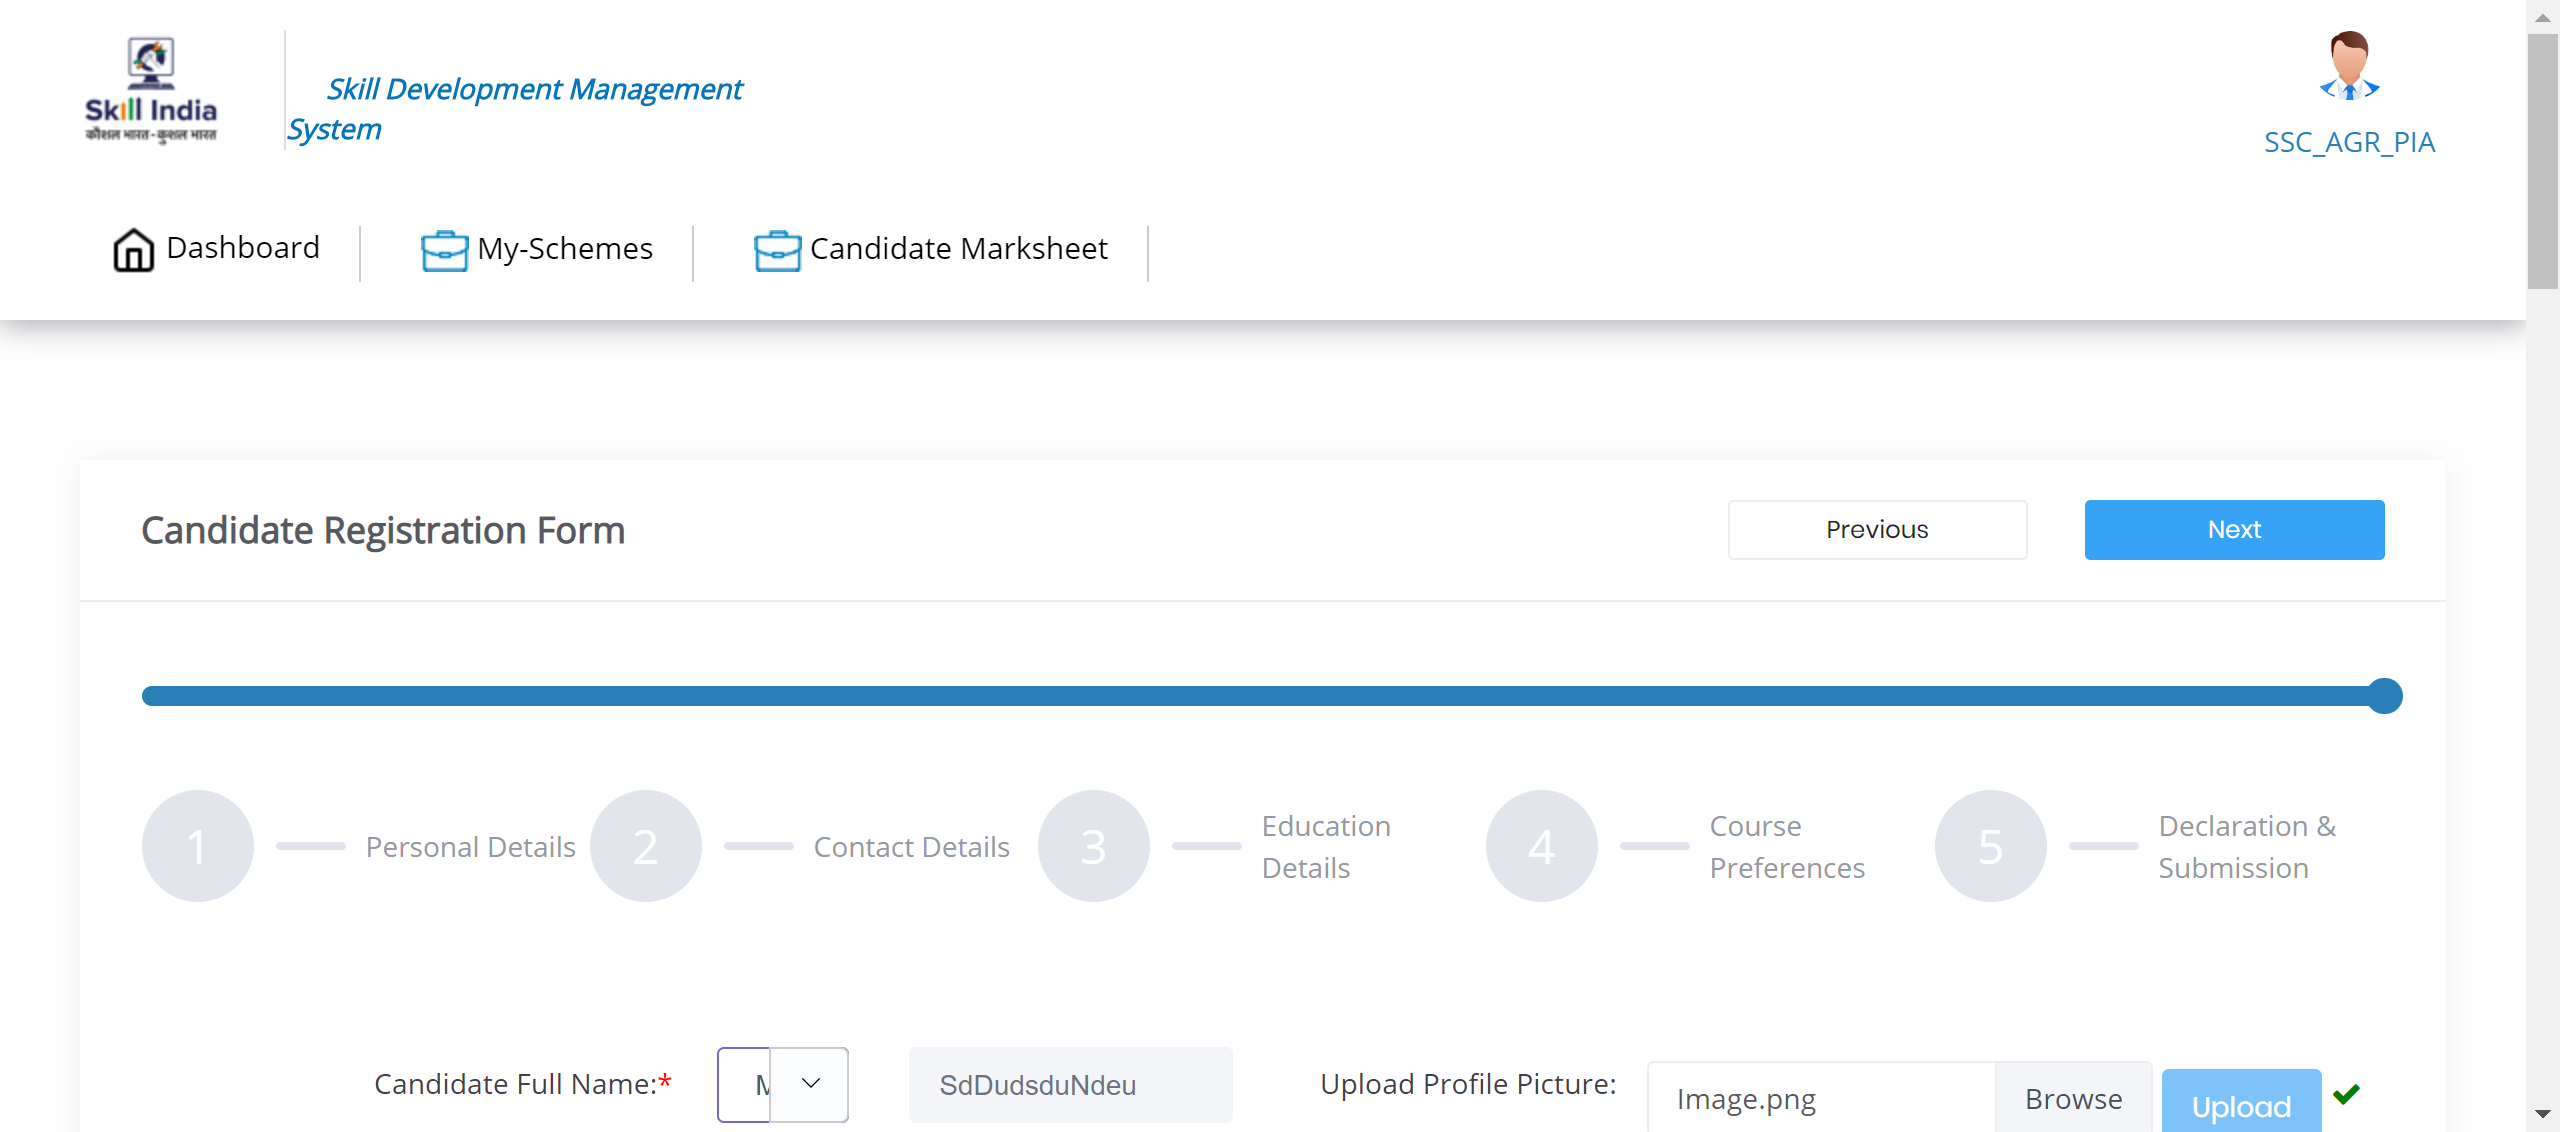 Skill India
कौशल भारत - कुशल भारत
Skill Development Management
System
SSC_AGR_PIA
Dashboard
My-Schemes
Candidate Marksheet
Candidate Registration Form
Previous
Next
1
Personal Details
2
Contact Details
3
Education
Details
4
Course
Preferences
5
Declaration &
Submission
Candidate Full Name:*
SdDudsduNdeu
Upload Profile Picture:
Image.png
Browse
Upload